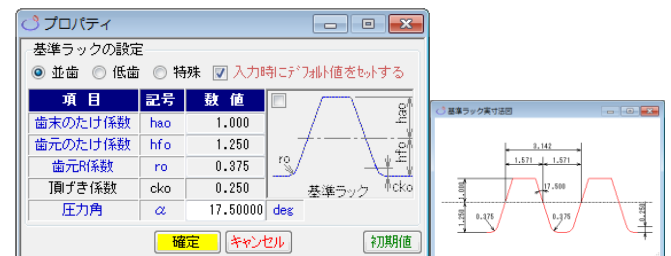 プロパティ
基準ラックの設定
並歯 低歯 特殊 入力時にﾃﾞﾌｫﾙﾄ値をｾｯﾄする
項 目 記号 数 値
歯末のたけ係数 hao 1.000
歯元のたけ係数 hfo 1.250
歯元R係数 ro 0.375
頂げき係数 cko 0.250
圧力角 α 17.50000 deg
hao
hfo
ro
基準ラック cko
確定 キャンセル 初期値
基準ラック実寸法図
3.142
1.571 1.571
1.000
17.500
1.250
0.375 0.375
0.250